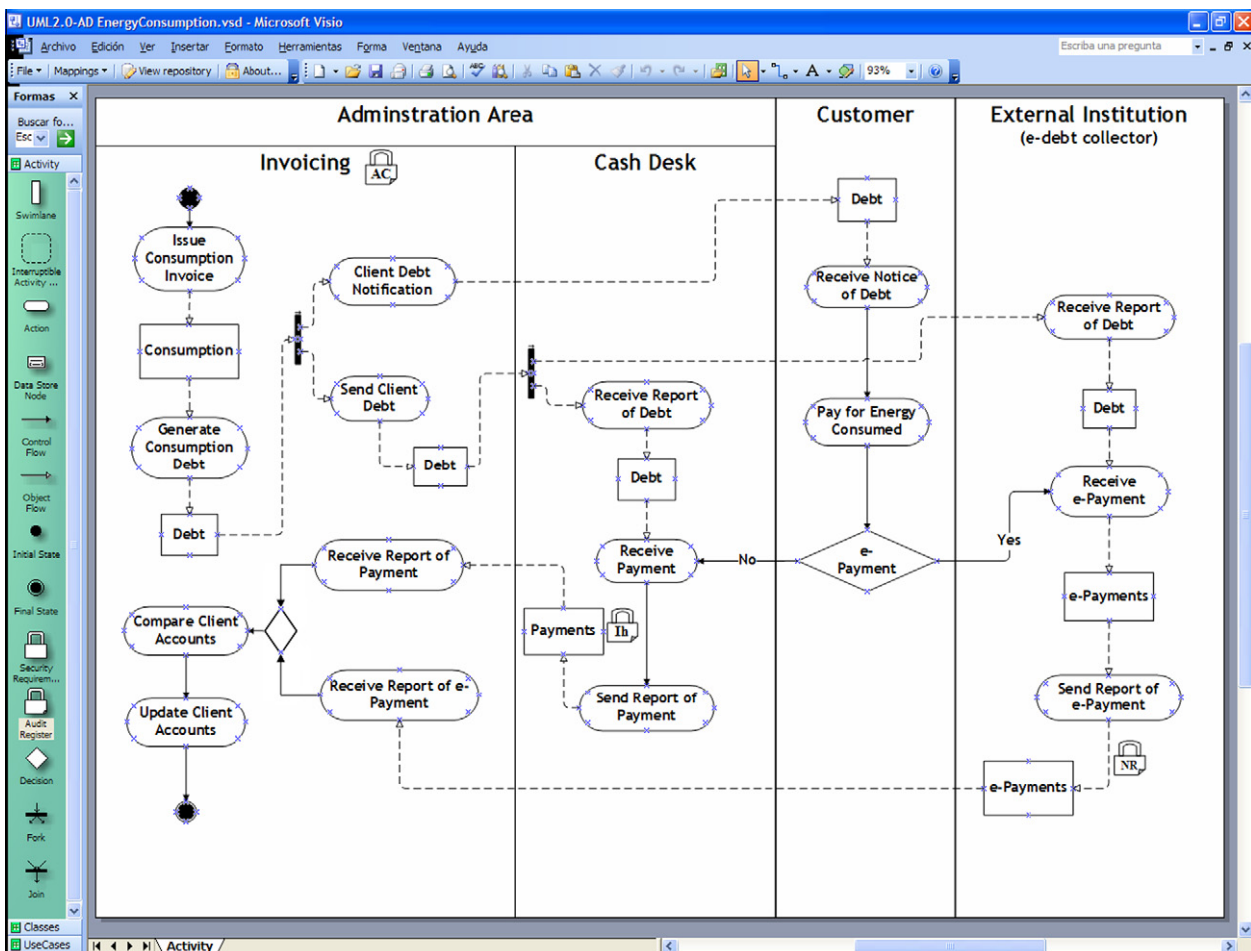 UML2.0-AD EnergyConsumption.vsd - Microsoft Visio
Archivo Edición Ver Insertar Formato Herramientas Forma Ventana Ayuda
Escriba una pregunta
File Mappings View repository About... 93%
Formas X
Buscar fo...
Esc
Activity
Swimlane
Interruptible
Activity ...
Action
Data Store
Node
Control
Flow
Object
Flow
Initial State
Final State
Security
Requirem...
Audit
Register
Decision
Fork
Join
Classes
UseCases
Adminstration Area
Customer
External Institution
(e-debt collector)
Invoicing
AC
Cash Desk
Issue
Consumption
Invoice
Consumption
Generate
Consumption
Debt
Debt
Client Debt
Notification
Send Client
Debt
Debt
Receive Report of
Payment
Compare Client
Accounts
Receive Report of e-
Payment
Update Client
Accounts
Receive Report
of Debt
Debt
Receive
Payment
Payments
Ih
Send Report of
Payment
Debt
Receive Notice
of Debt
Pay for Energy
Consumed
e-
Payment
No
Yes
Receive Report
of Debt
Debt
Receive
e-Payment
e-Payments
Send Report of
e-Payment
NR
e-Payments
Activity